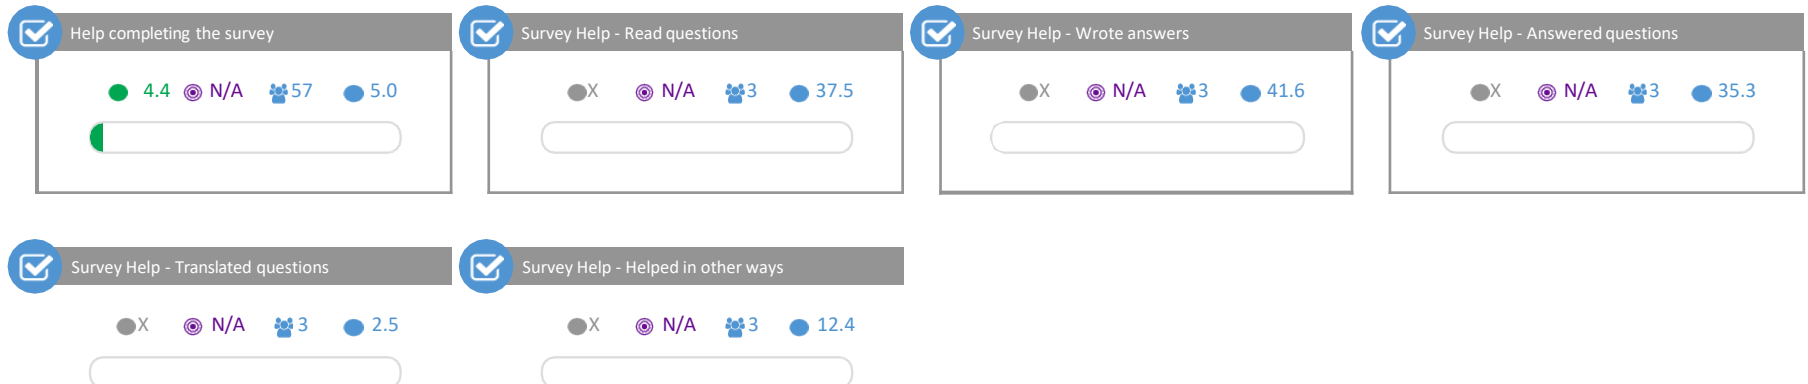 Help completing the survey
4.4 N/A 57 5.0
Survey Help - Read questions
X N/A 3 37.5
Survey Help - Wrote answers
X N/A 3 41.6
Survey Help - Answered questions
X N/A 3 35.3
Survey Help - Translated questions
X N/A 3 2.5
Survey Help - Helped in other ways
X N/A 3 12.4